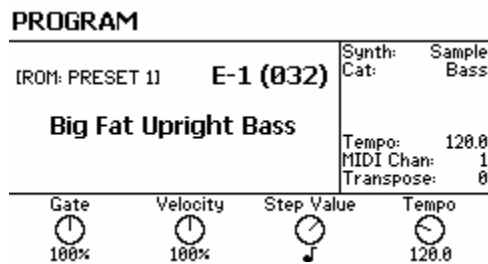 PROGRAM
[ROM: PRESET 1] E-1 (032)
Big Fat Upright Bass
Synth: Sample
Cat: Bass
Tempo: 120.0
MIDI Chan: 1
Transpose: 0
Gate Velocity Step Value Tempo
100% 100% ♪ 120.0